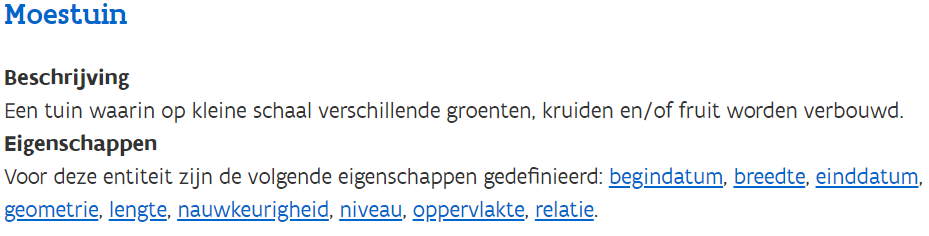 Moestuin
Beschrijving
Een tuin waarin op kleine schaal verschillende groenten, kruiden en/of fruit worden verbouwd.
Eigenschappen
Voor deze entiteit zijn de volgende eigenschappen gedefinieerd: begindatum, breedte, einddatum,
geometrie, lengte, nauwkeurigheid, niveau, oppervlakte, relatie.